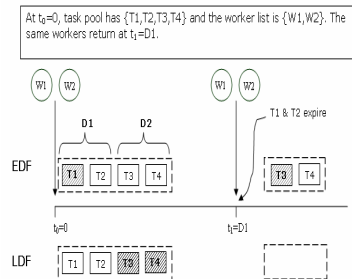 At t0=0, task pool has {T1,T2,T3,T4} and the worker list is {W1,W2}. The
same workers return at t1=D1.
W1 W2 W1 W2
T1 & T2 expire
D1 D2
EDF T1 T2 T3 T4 T3 T4
t0=0 t1=D1
LDF T1 T2 T3 T4